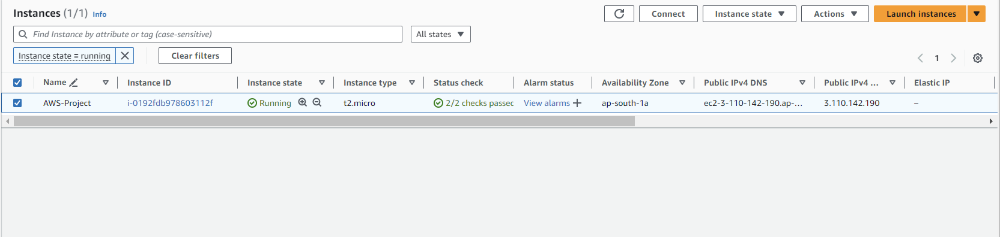 Instances (1/1) Info
Connect
Instance state
Actions
Launch instances
Find Instance by attribute or tag (case-sensitive)
All states
Instance state = running
Clear filters
1
Name Instance ID Instance state Instance type Status check Alarm status Availability Zone Public IPv4 DNS Public IPv4 ... Elastic IP
AWS-Project i-0192fdb978603112f Running t2.micro 2/2 checks passec View alarms + ap-south-1a ec2-3-110-142-190.ap-... 3.110.142.190 –